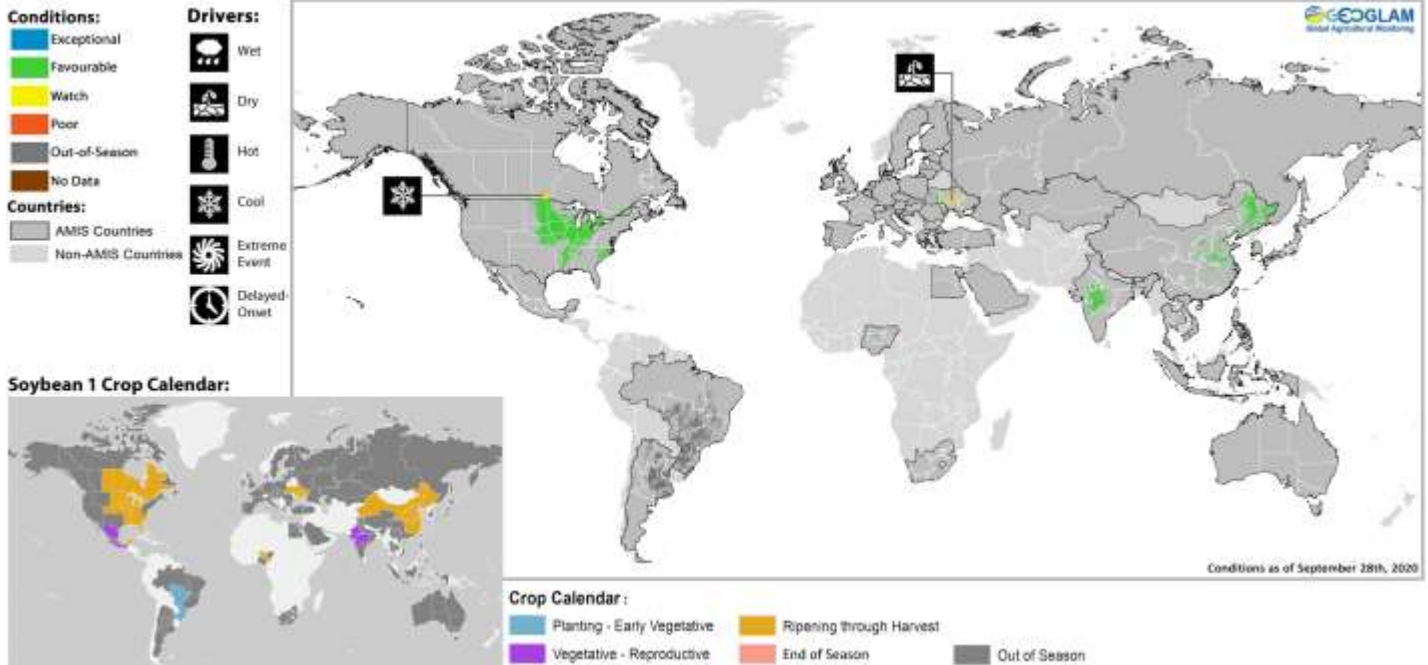 Conditions:
Exceptional
Favourable
Watch
Poor
Out-of-Season
No Data
Countries:
AMIS Countries
Non-AMIS Countries
Drivers:
Wet
Dry
Hot
Cool
Extreme
Event
Delayed-
Onset
GEOGLAM
Global Agricultural Monitoring
Conditions as of September 28th, 2020
Soybean 1 Crop Calendar:
Crop Calendar :
Planting - Early Vegetative
Ripening through Harvest
Vegetative - Reproductive
End of Season
Out of Season